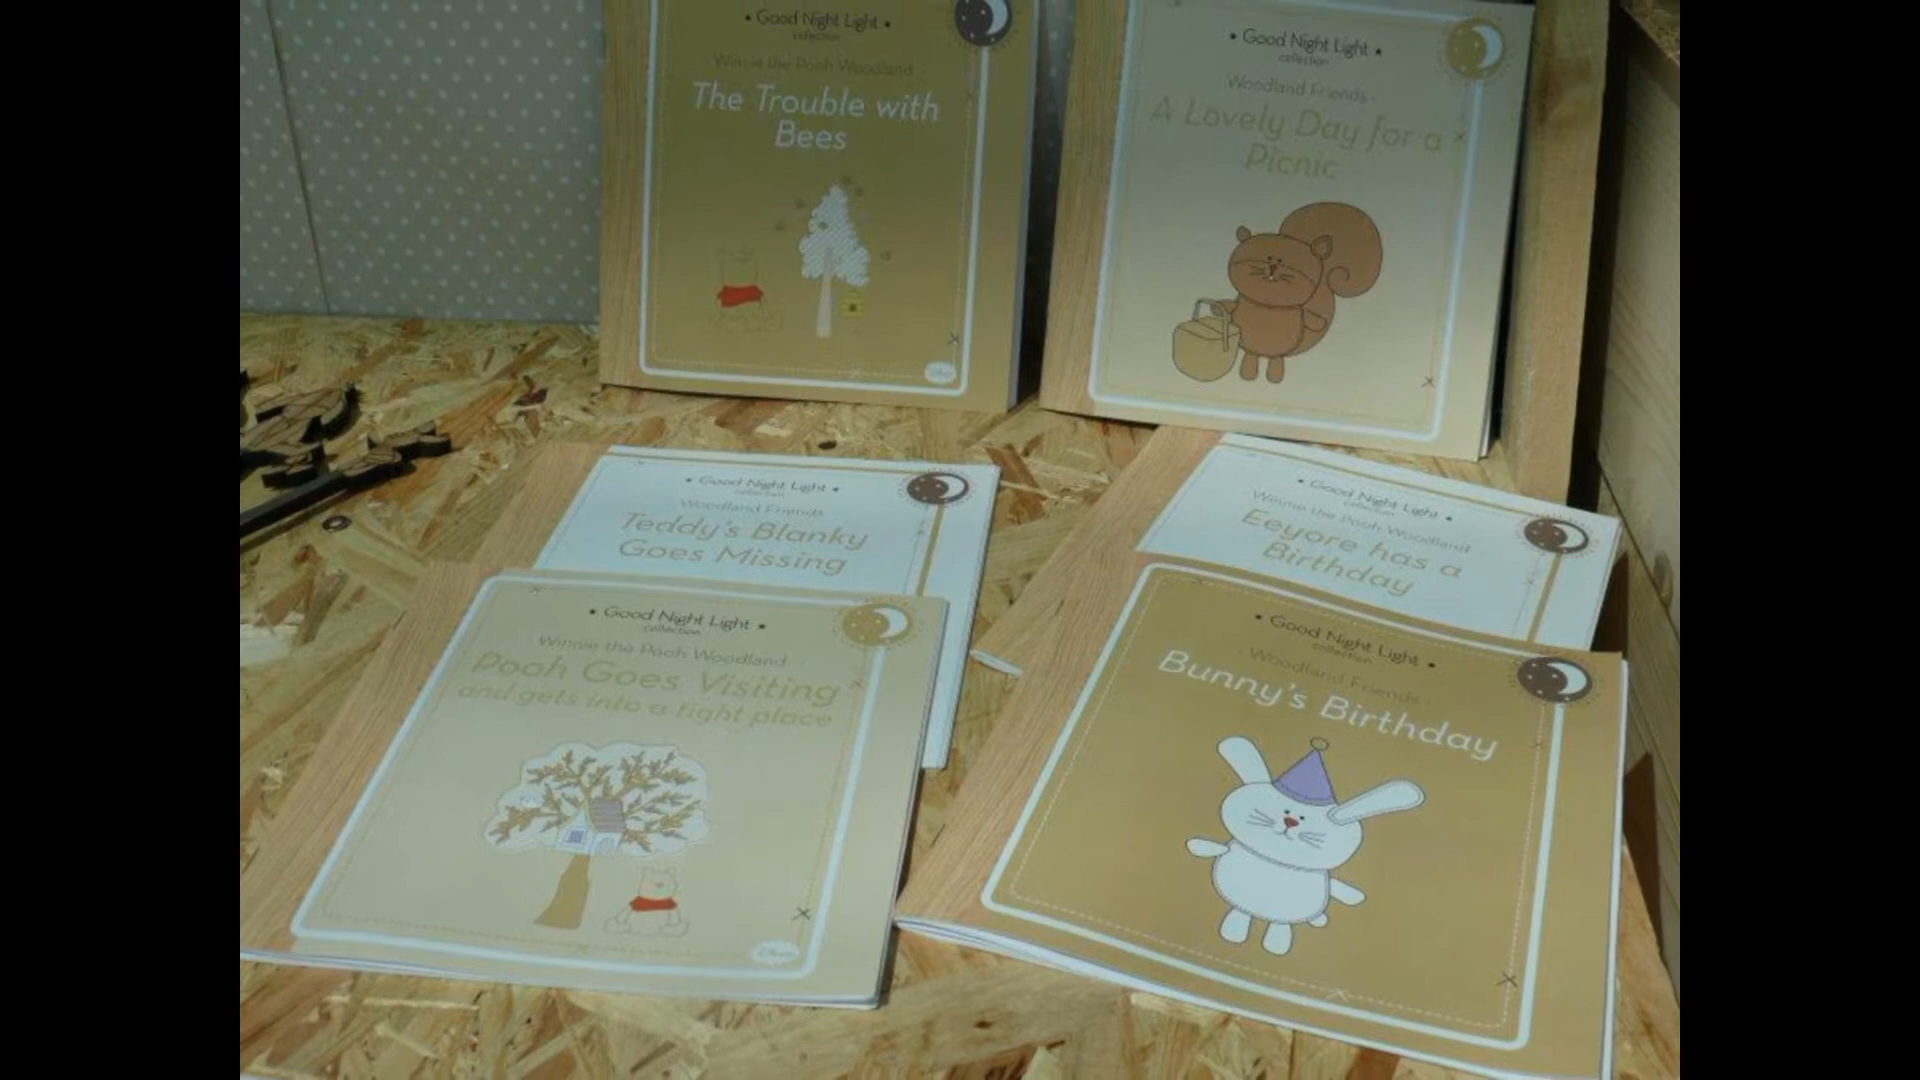 • Good Night Light •
collection
Winnie the Pooh Woodland
The Trouble with
Bees
• Good Night Light •
collection
Woodland Friends
A Lovely Day for a
Picnic
• Good Night Light •
collection
Woodland Friends
Teddy's Blanky
Goes Missing
• Good Night Light •
collection
Winnie the Pooh Woodland
Eeyore has a
Birthday
• Good Night Light •
collection
Winnie the Pooh Woodland
Pooh Goes Visiting
and gets into a tight place
• Good Night Light •
collection
Woodland Friends
Bunny's Birthday